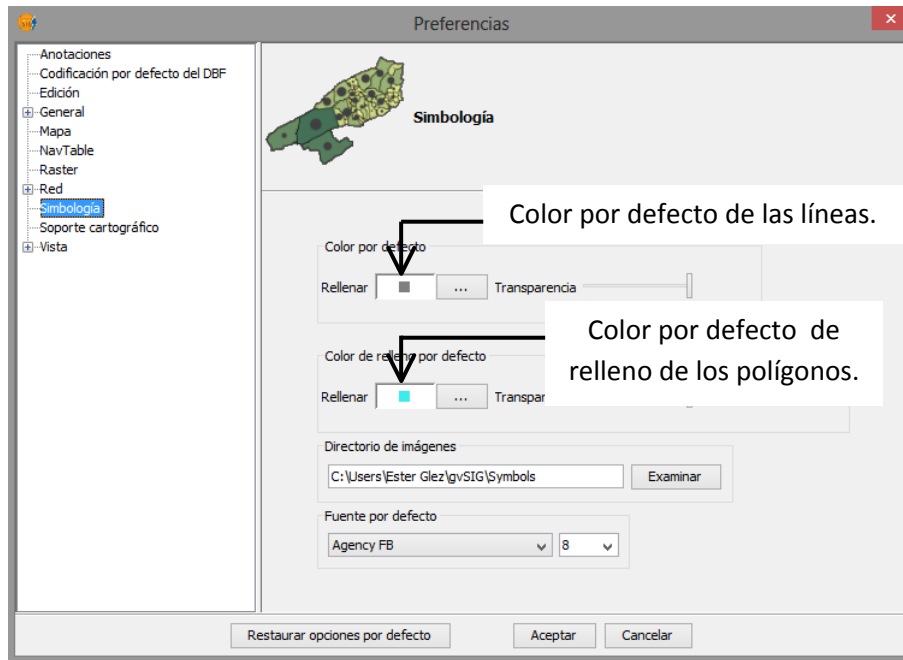 Preferencias
Anotaciones
Codificación por defecto del DBF
Edición
General
Mapa
NavTable
Raster
Red
Simbología
Soporte cartográfico
Vista
Simbología
Color por defecto de las líneas.
Color por defecto
Rellenar ... Transparencia
Color por defecto de
relleno de los polígonos.
Color de relleno por defecto
Rellenar ... Transpar
Directorio de imágenes
C:\Users\Ester Glez\gvSIG\Symbols Examinar
Fuente por defecto
Agency FB 8
Restaurar opciones por defecto Aceptar Cancelar